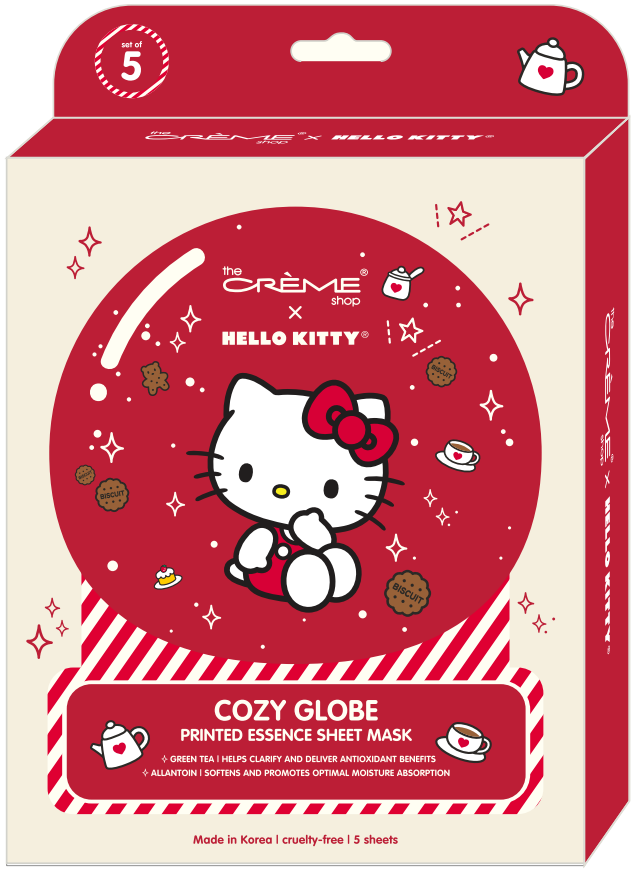 set of
5
the
CRÈME® x HELLO KITTY®
shop
the
CRÈME®
shop
×
HELLO KITTY®
BISCUIT
BISCUIT
BISCUIT
COZY GLOBE
PRINTED ESSENCE SHEET MASK
GREEN TEA | HELPS CLARIFY AND DELIVER ANTIOXIDANT BENEFITS
ALLANTOIN | SOFTENS AND PROMOTES OPTIMAL MOISTURE ABSORPTION
Made in Korea | cruelty-free | 5 sheets
the
CRÈME® x HELLO KITTY®
shop